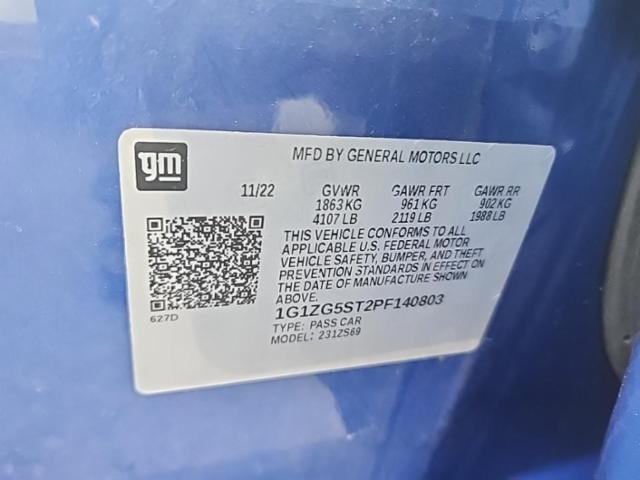 gm
MFD BY GENERAL MOTORS LLC
11/22 GVWR GAWR FRT GAWR RR
1863 KG 961 KG 902 KG
4107 LB 2119 LB 1988 LB
THIS VEHICLE CONFORMS TO ALL
APPLICABLE U.S. FEDERAL MOTOR
VEHICLE SAFETY, BUMPER, AND THEFT
PREVENTION STANDARDS IN EFFECT ON
THE DATE OF MANUFACTURE SHOWN
ABOVE.
1G1ZG5ST2PF140803
TYPE: PASS CAR
MODEL: 231ZS69
627D